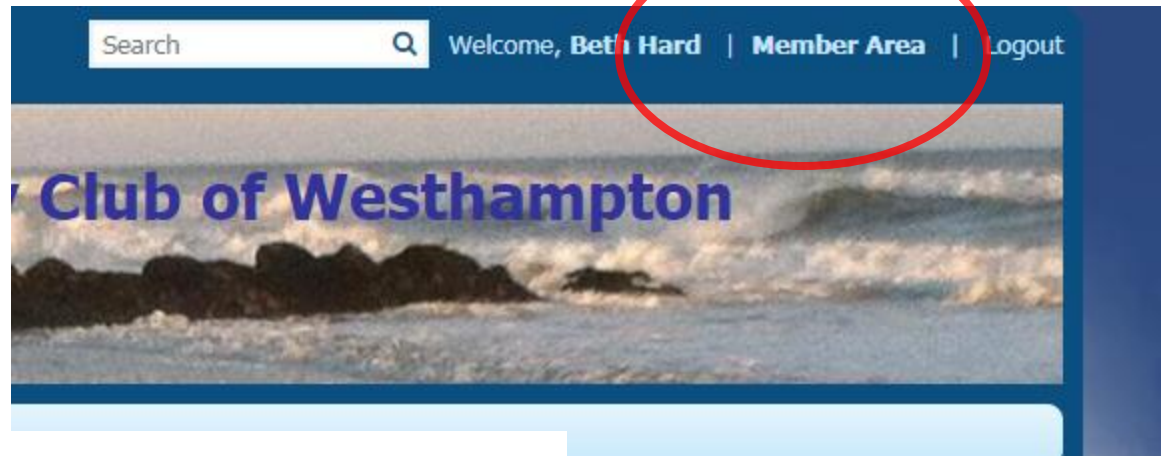 Search Welcome, Beth Hard | Member Area | Logout
y Club of Westhampton